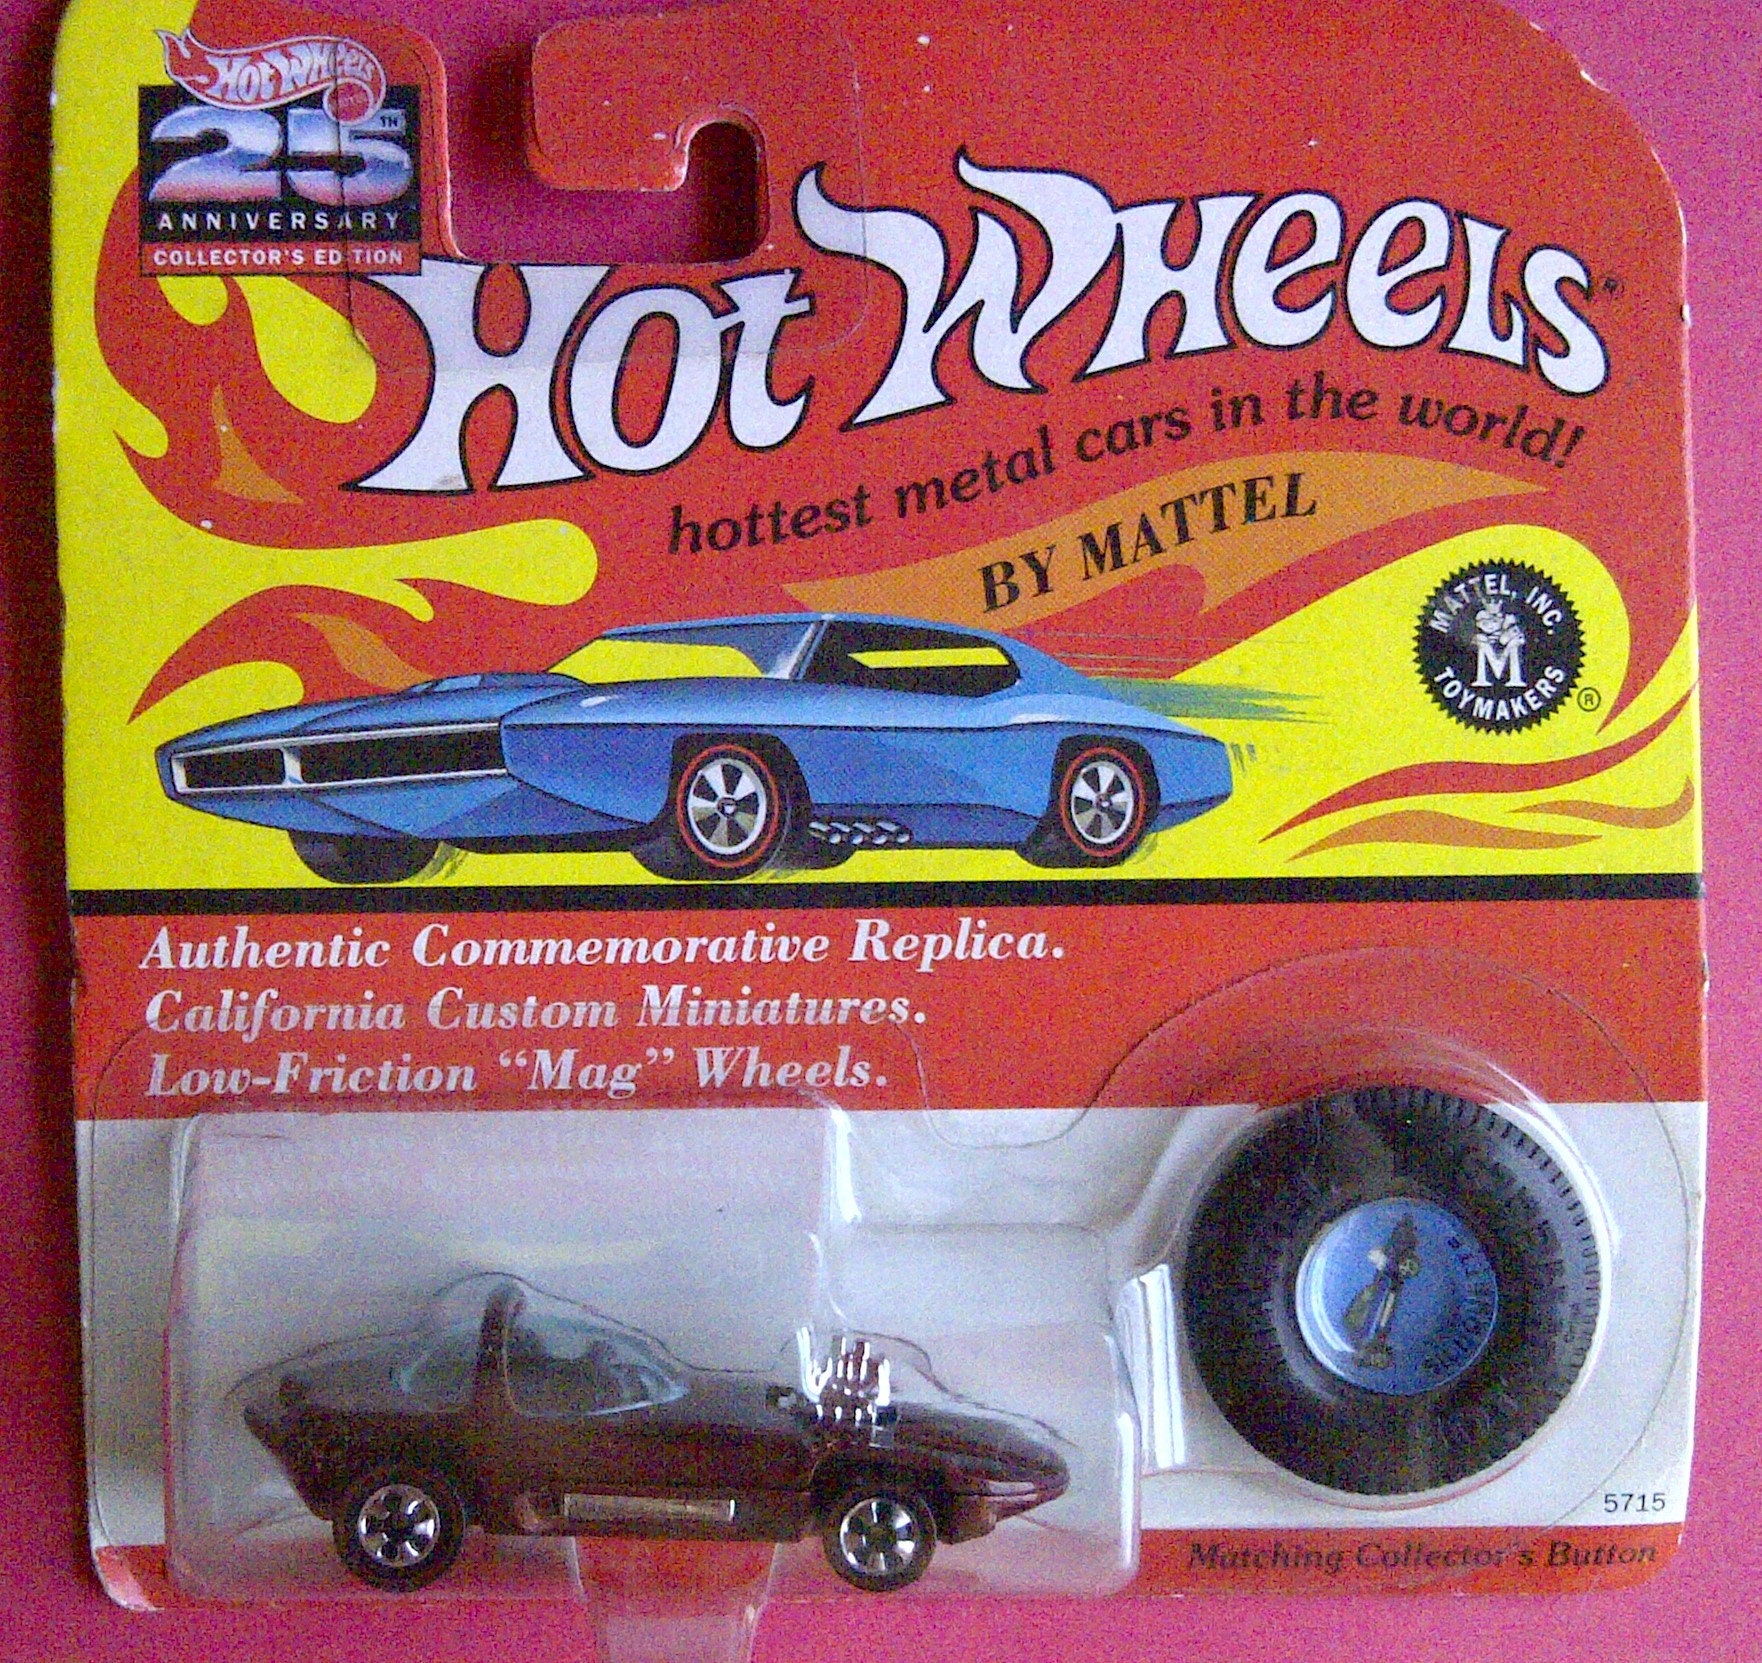 Hot Wheels
25TH
ANNIVERSARY
COLLECTOR'S EDITION
Hot Wheels®
hottest metal cars in the world!
BY MATTEL
MATTEL, INC.
M
TOYMAKERS
®
Authentic Commemorative Replica.
California Custom Miniatures.
Low-Friction "Mag" Wheels.
5715
Matching Collector's Button